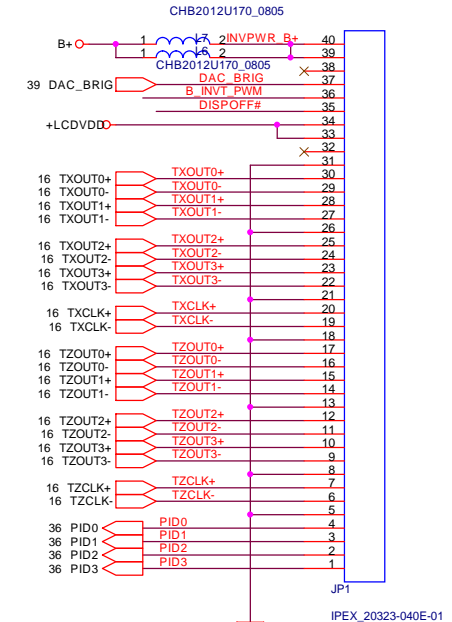 CHB2012U170_0805
B+ 1 L7 2 INVPWR_B+ 40
1 L6 2 39
CHB2012U170_0805 38
39 DAC_BRIG DAC_BRIG 37
B_INVT_PWM 36
DISPOFF# 35
+LCDVDD 34
33
32
31
16 TXOUT0+ TXOUT0+ 30
16 TXOUT0- TXOUT0- 29
16 TXOUT1+ TXOUT1+ 28
16 TXOUT1- TXOUT1- 27
26
16 TXOUT2+ TXOUT2+ 25
16 TXOUT2- TXOUT2- 24
16 TXOUT3+ TXOUT3+ 23
16 TXOUT3- TXOUT3- 22
21
16 TXCLK+ TXCLK+ 20
16 TXCLK- TXCLK- 19
18
16 TZOUT0+ TZOUT0+ 17
16 TZOUT0- TZOUT0- 16
16 TZOUT1+ TZOUT1+ 15
16 TZOUT1- TZOUT1- 14
13
16 TZOUT2+ TZOUT2+ 12
16 TZOUT2- TZOUT2- 11
16 TZOUT3+ TZOUT3+ 10
16 TZOUT3- TZOUT3- 9
8
16 TZCLK+ TZCLK+ 7
16 TZCLK- TZCLK- 6
5
36 PID0 PID0 4
36 PID1 PID1 3
36 PID2 PID2 2
36 PID3 PID3 1
JP1
IPEX_20323-040E-01